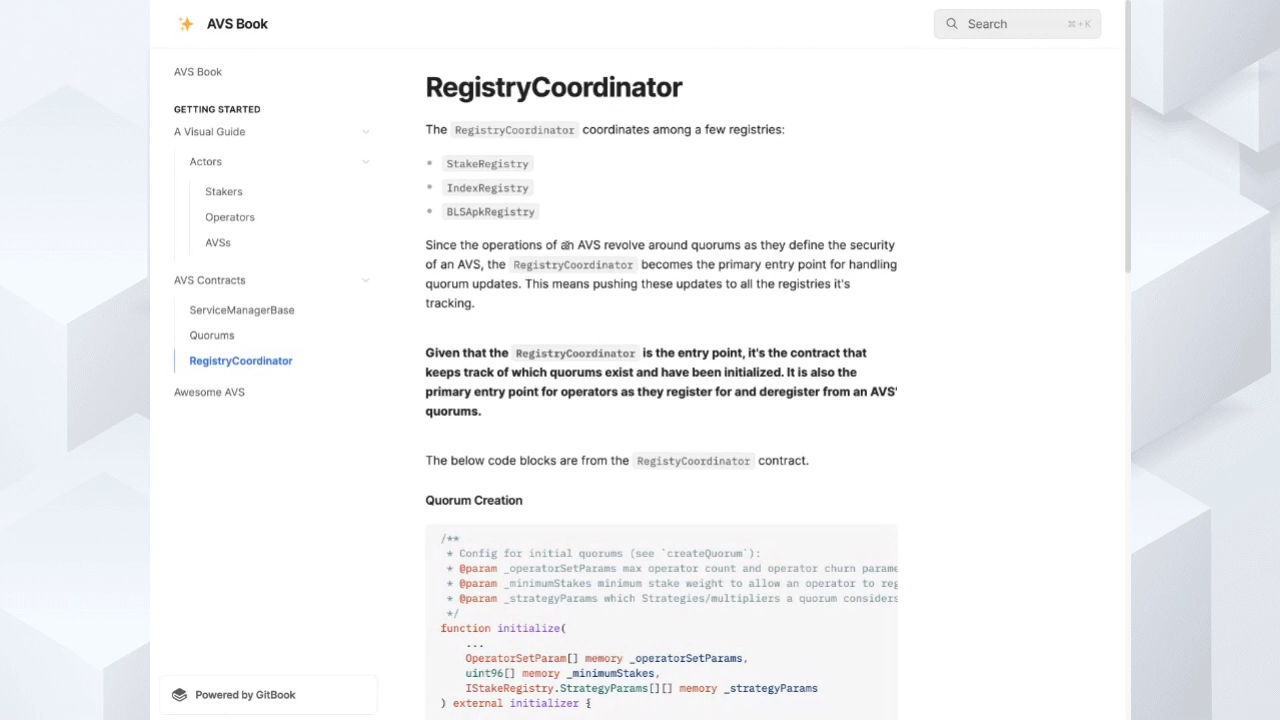 AVS Book
Search
⌘+K
AVS Book
GETTING STARTED
A Visual Guide
Actors
Stakers
Operators
AVSs
AVS Contracts
ServiceManagerBase
Quorums
RegistryCoordinator
Awesome AVS
Powered by GitBook
RegistryCoordinator
The RegistryCoordinator coordinates among a few registries:
StakeRegistry
IndexRegistry
BLSApkRegistry
Since the operations of an AVS revolve around quorums as they define the security
of an AVS, the RegistryCoordinator becomes the primary entry point for handling
quorum updates. This means pushing these updates to all the registries it's
tracking.
Given that the RegistryCoordinator is the entry point, it's the contract that
keeps track of which quorums exist and have been initialized. It is also the
primary entry point for operators as they register for and deregister from an AVS'
quorums.
The below code blocks are from the RegistyCoordinator contract.
Quorum Creation
/**
* Config for initial quorums (see `createQuorum`):
* @param _operatorSetParams max operator count and operator churn parame
* @param _minimumStakes minimum stake weight to allow an operator to reg
* @param _strategyParams which Strategies/multipliers a quorum considers
*/
function initialize(
...
OperatorSetParam[] memory _operatorSetParams,
uint96[] memory _minimumStakes,
IStakeRegistry.StrategyParams[][] memory _strategyParams
) external initializer {